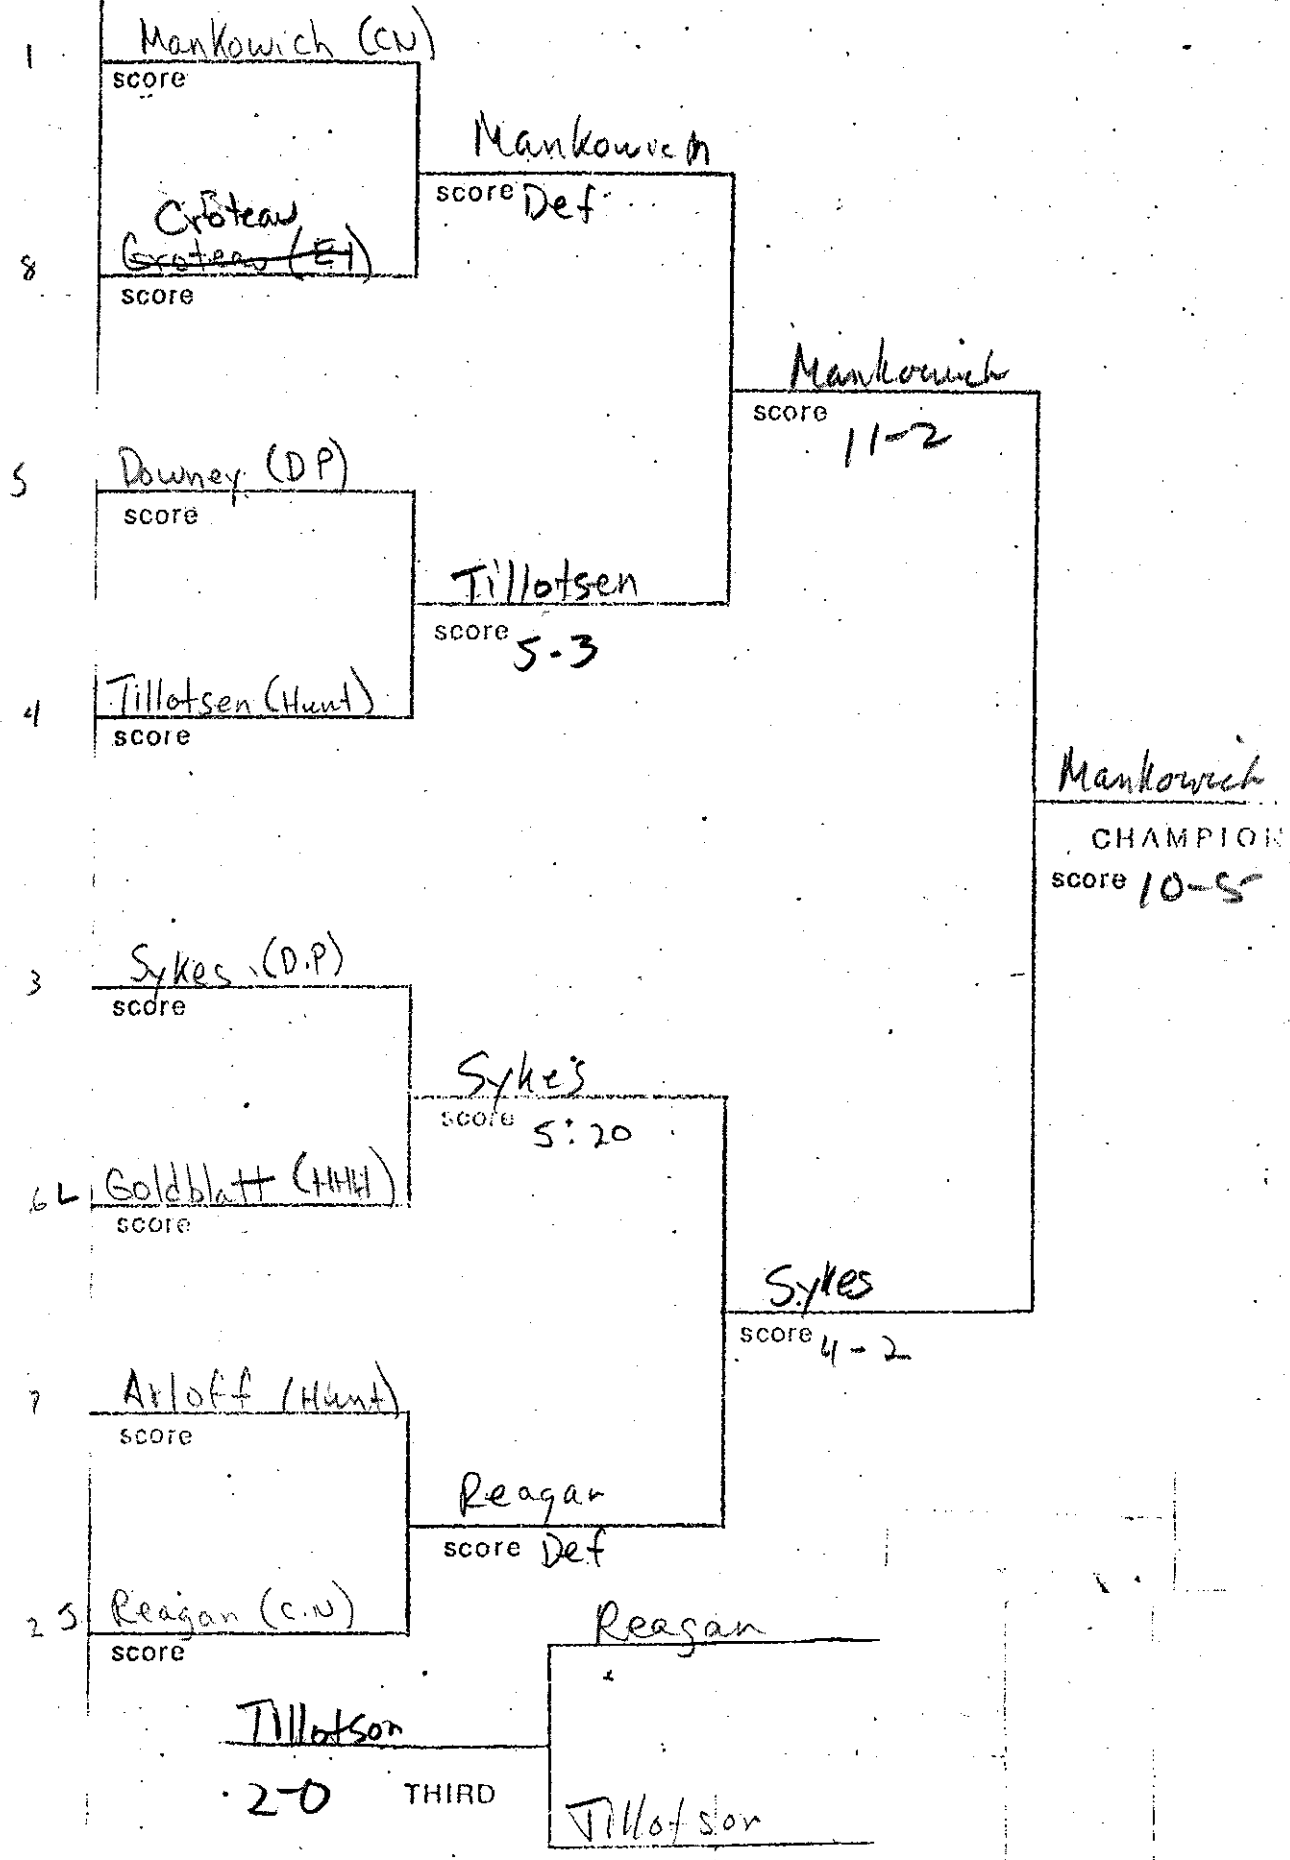 1 Mankowich (CN)
score
Mankowich
score Def
Croteau
8 Groteau (EI)
score
Mankowich
score 11-2
5 Downey (DP)
score
Tillotsen
score 5-3
4 Tillotsen (Hunt)
score
Mankowich
CHAMPION
score 10-5
3 Sykes (D.P)
score
Sykes
score 5:20
6 L Goldblatt (HHH)
score
Sykes
score 4-2
7 Arloff (Hunt)
score
Reagan
score Def
2 J Reagan (C.N)
score
Reagan
Tillotson
2-0 THIRD
Tillotson